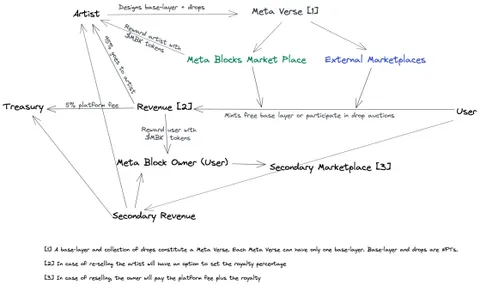 Designs base-layer + drops
Artist
Meta Verse [1]
Reward artist with
$MBK tokens
95% goes to artist
Meta Blocks Market Place
External Marketplaces
Treasury
5% platform fee
Revenue [2]
Mints free base layer or participate in drop auctions
User
Reward user with
$MBK tokens
Meta Block Owner (User)
Secondary Marketplace [3]
Secondary Revenue
[1] A base-layer and collection of drops constitute a Meta Verse. Each Meta Verse can have only one base-layer. Base-layer and drops are NFTs.
[2] In case of re-selling the artist will have an option to set the royalty percentage
[3] In case of reselling, the owner will pay the platform fee plus the royalty